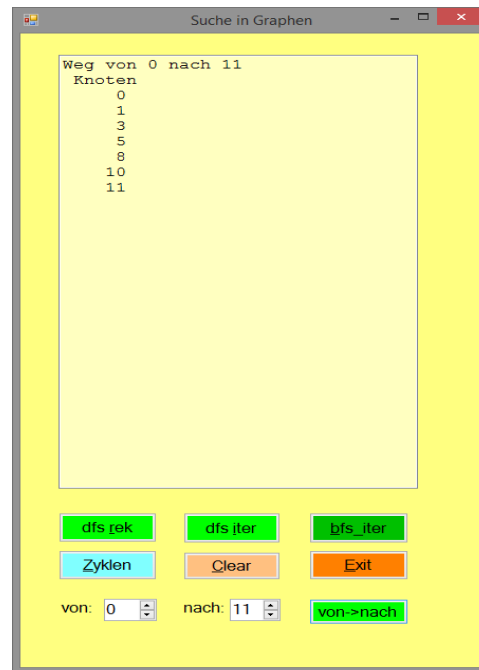 Suche in Graphen
Weg von 0 nach 11
Knoten
0
1
3
5
8
10
11
dfs rek dfs iter bfs_iter
Zyklen Clear Exit
von: 0 nach: 11 von->nach